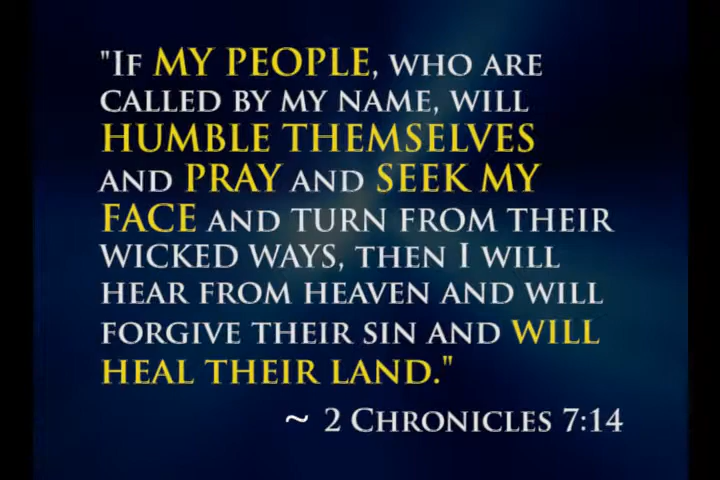 "IF MY PEOPLE, WHO ARE
CALLED BY MY NAME, WILL
HUMBLE THEMSELVES
AND PRAY AND SEEK MY
FACE AND TURN FROM THEIR
WICKED WAYS, THEN I WILL
HEAR FROM HEAVEN AND WILL
FORGIVE THEIR SIN AND WILL
HEAL THEIR LAND."
~ 2 CHRONICLES 7:14